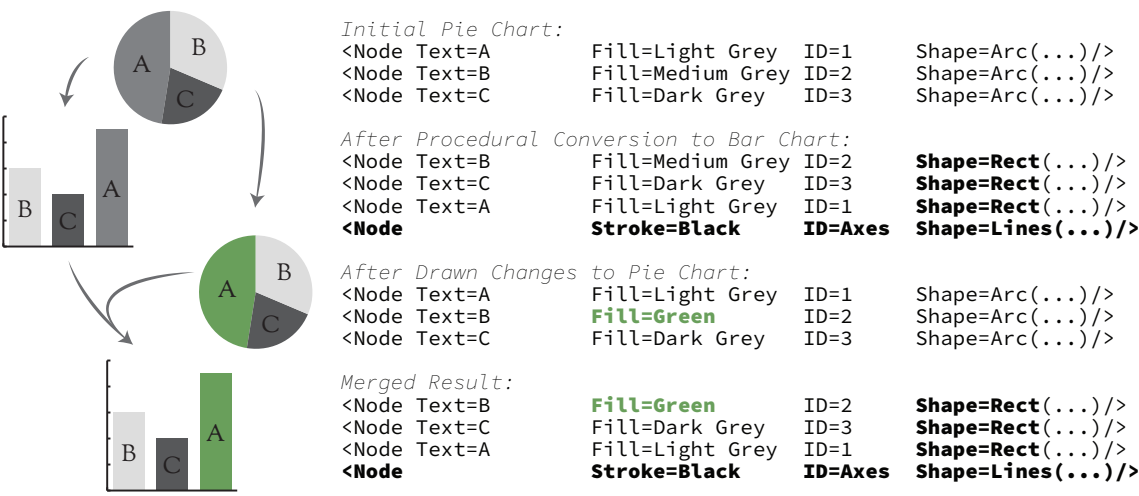 A
B
C
B
C
A
A
B
C
B
C
A
Initial Pie Chart:
<Node Text=A Fill=Light Grey ID=1 Shape=Arc(...)/>
<Node Text=B Fill=Medium Grey ID=2 Shape=Arc(...)/>
<Node Text=C Fill=Dark Grey ID=3 Shape=Arc(...)/>
After Procedural Conversion to Bar Chart:
<Node Text=B Fill=Medium Grey ID=2 Shape=Rect(...)/>
<Node Text=C Fill=Dark Grey ID=3 Shape=Rect(...)/>
<Node Text=A Fill=Light Grey ID=1 Shape=Rect(...)/>
<Node Stroke=Black ID=Axes Shape=Lines(...)/>
After Drawn Changes to Pie Chart:
<Node Text=A Fill=Light Grey ID=1 Shape=Arc(...)/>
<Node Text=B Fill=Green ID=2 Shape=Arc(...)/>
<Node Text=C Fill=Dark Grey ID=3 Shape=Arc(...)/>
Merged Result:
<Node Text=B Fill=Green ID=2 Shape=Rect(...)/>
<Node Text=C Fill=Dark Grey ID=3 Shape=Rect(...)/>
<Node Text=A Fill=Light Grey ID=1 Shape=Rect(...)/>
<Node Stroke=Black ID=Axes Shape=Lines(...)/>